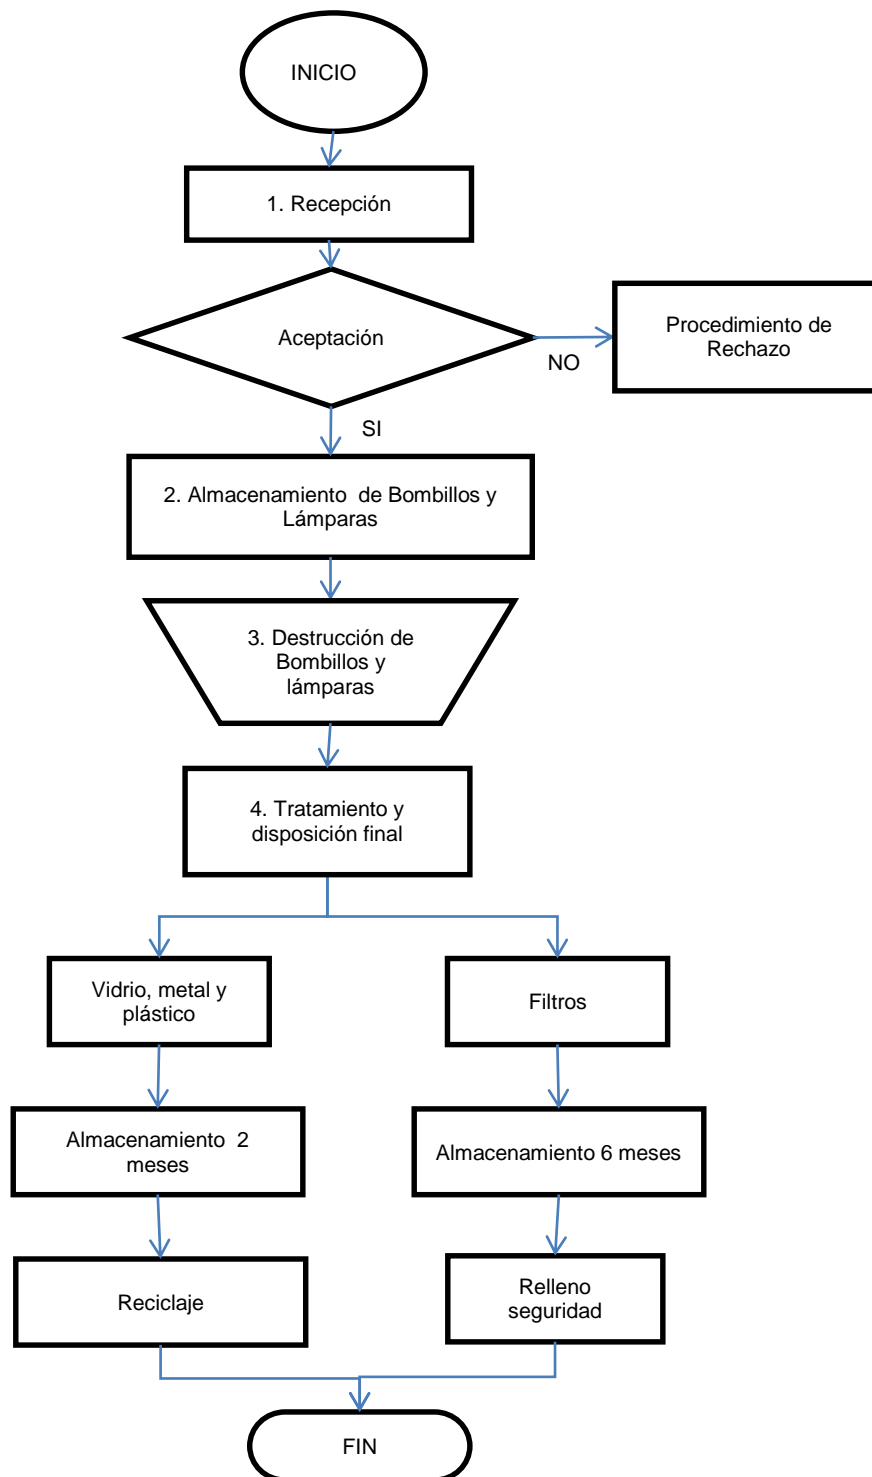 INICIO
1. Recepción
Aceptación
Procedimiento de
Rechazo
NO
SI
2. Almacenamiento  de Bombillos y
Lámparas
3. Destrucción de
Bombillos y
lámparas
4. Tratamiento y
disposición final
Vidrio, metal y
plástico
Filtros
Almacenamiento  2
meses
Almacenamiento 6 meses
Reciclaje
Relleno
seguridad
FIN